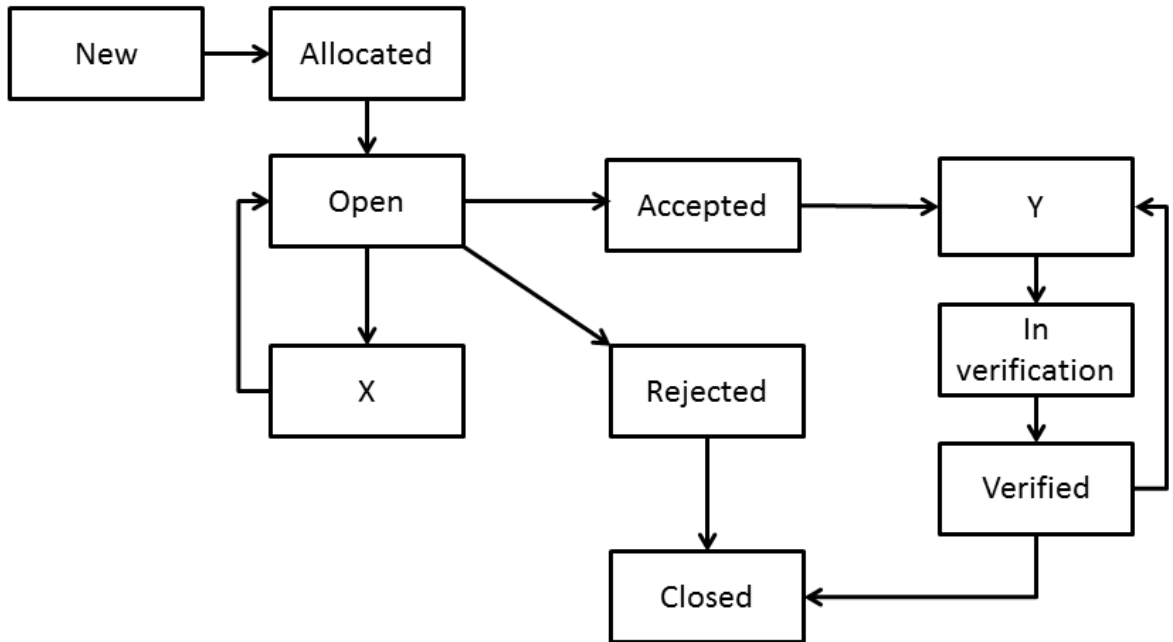 New
Allocated
Open
Accepted
Y
X
Rejected
In
verification
Verified
Closed